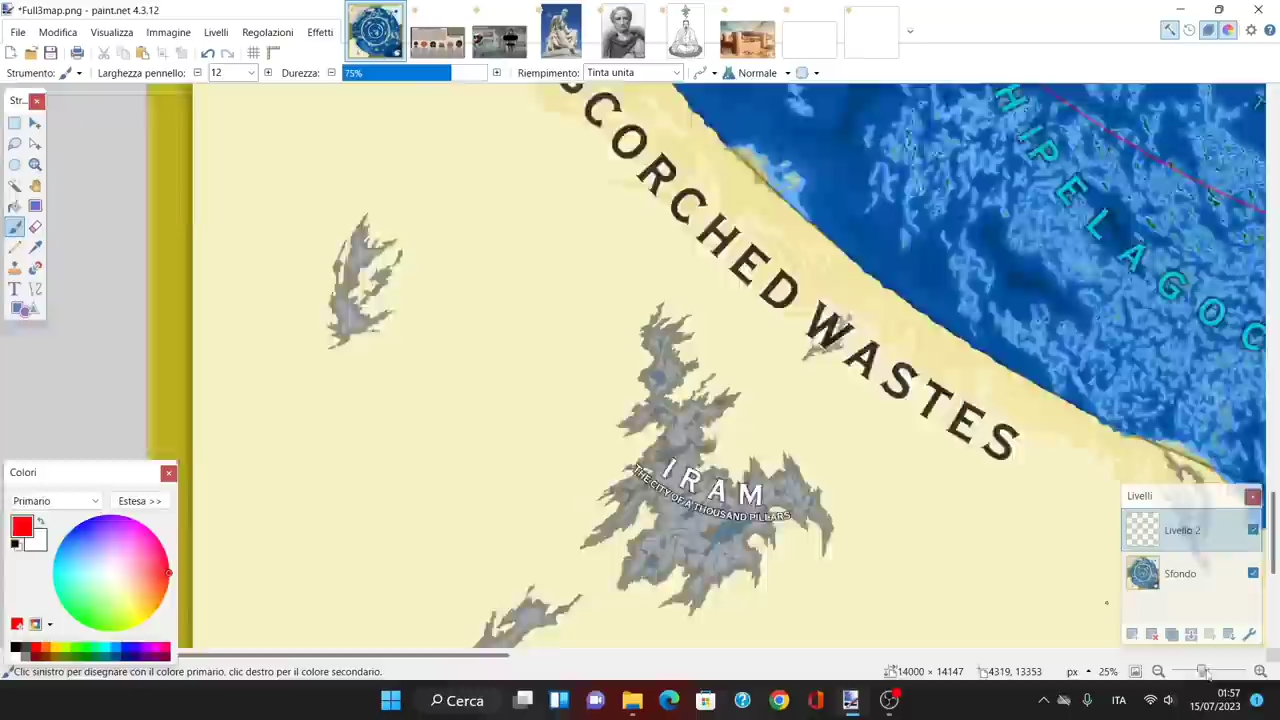 *Full3map.png - paint.net 4.3.12
File Modifica Visualizza Immagine Livelli Regolazioni Effetti
Strumento: Larghezza pennello: 12 Durezza: 75% Riempimento: Tinta unita Normale
Str...
SCORCHED WASTES
HIPELAGO
IRAM
THE CITY OF A THOUSAND PILLARS
Colori
Primario Estesa >>
Livelli
Livello 2
Sfondo
Clic sinistro per disegnare con il colore primario, clic destro per il colore secondario.
14000 × 14147 4319, 13353 px 25%
Cerca
ITA
01:57
15/07/2023